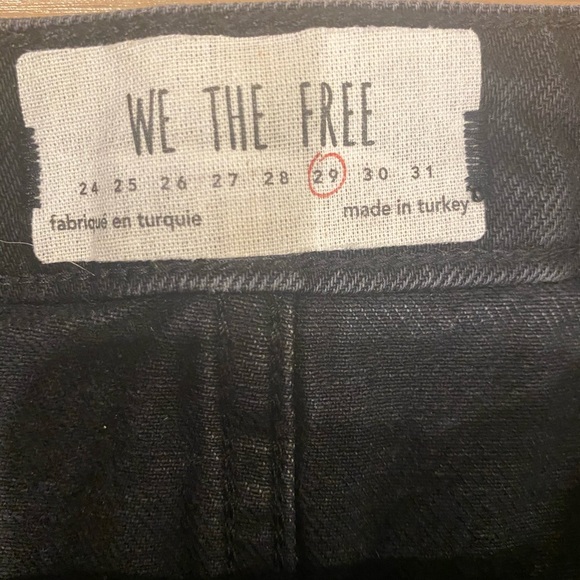 WE THE FREE
24 25 26 27 28 29 30 31
fabriqué en turquie made in turkey